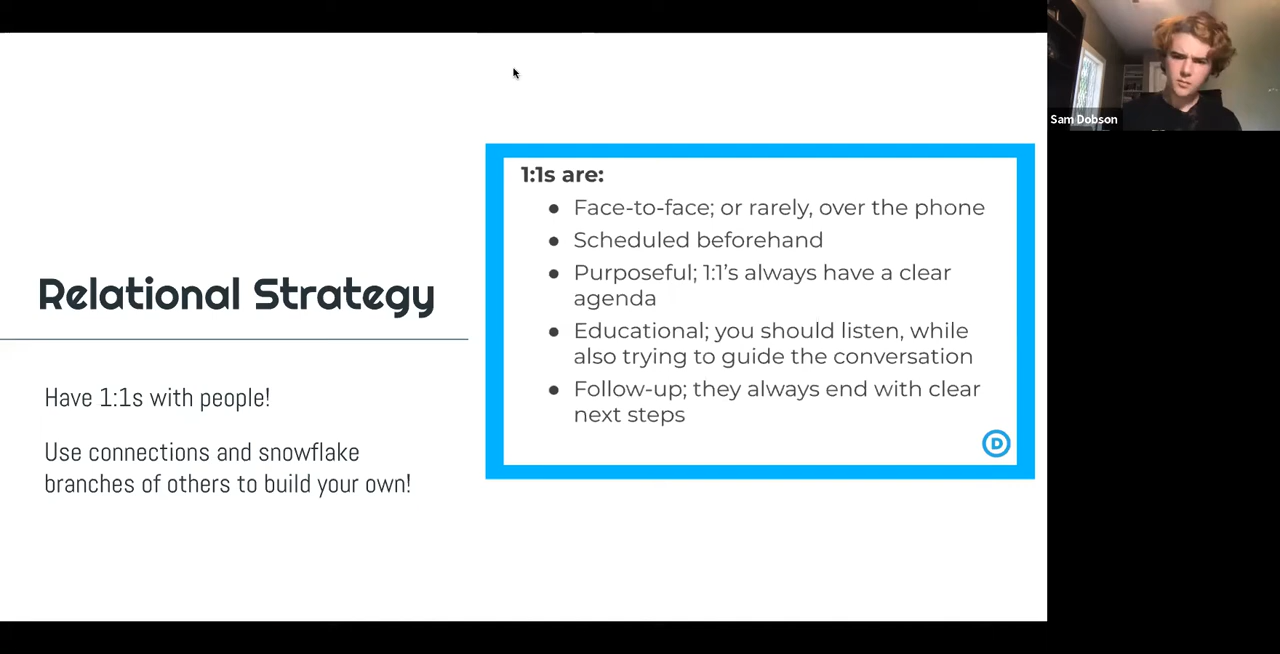 Relational Strategy
Have 1:1s with people!
Use connections and snowflake
branches of others to build your own!
1:1s are:
● Face-to-face; or rarely, over the phone
● Scheduled beforehand
● Purposeful; 1:1's always have a clear
agenda
● Educational; you should listen, while
also trying to guide the conversation
● Follow-up; they always end with clear
next steps
D
Sam Dobson